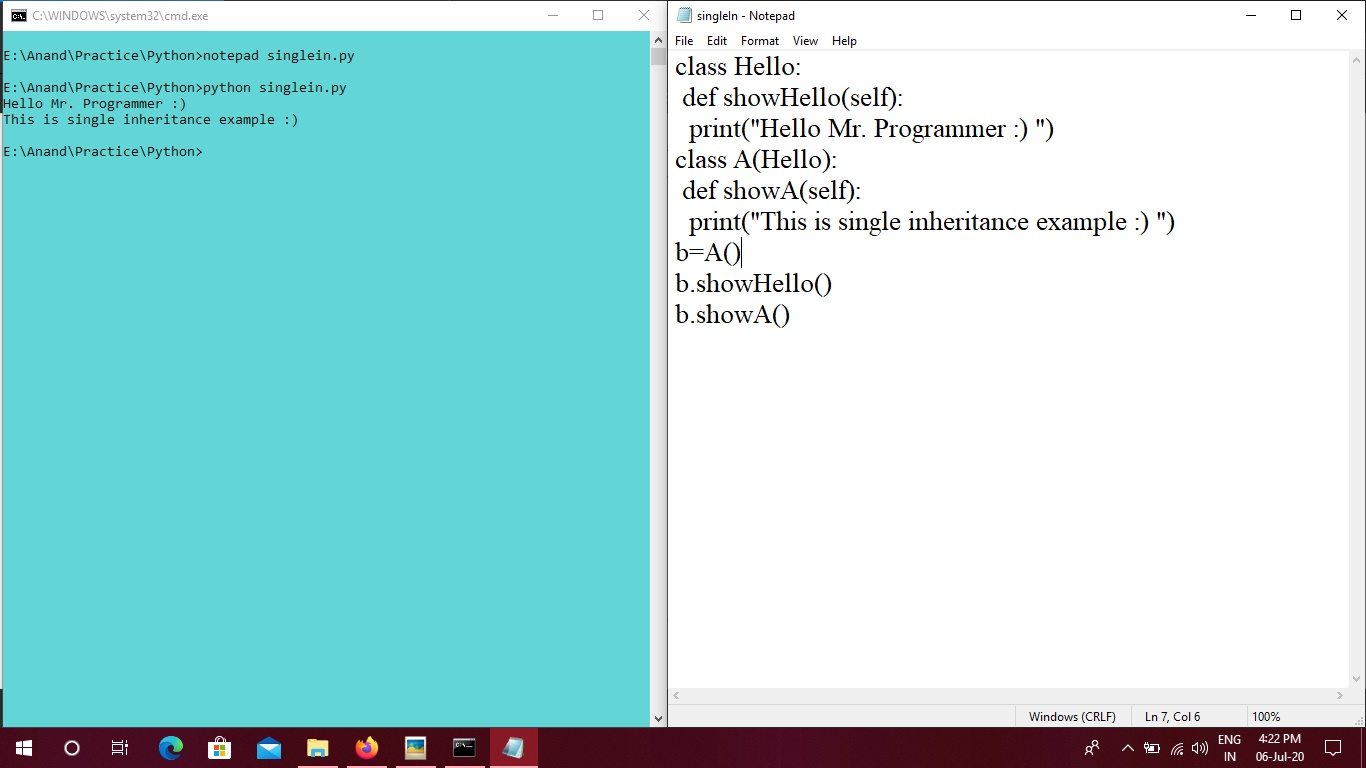 C:\WINDOWS\system32\cmd.exe
E:\Anand\Practice\Python>notepad singlein.py
E:\Anand\Practice\Python>python singlein.py
Hello Mr. Programmer :)
This is single inheritance example :)
E:\Anand\Practice\Python>
singleIn - Notepad
File Edit Format View Help
class Hello:
 def showHello(self):
  print("Hello Mr. Programmer :) ")
class A(Hello):
 def showA(self):
  print("This is single inheritance example :) ")
b=A()
b.showHello()
b.showA()
Windows (CRLF) Ln 7, Col 6 100%
ENG
IN
4:22 PM
06-Jul-20